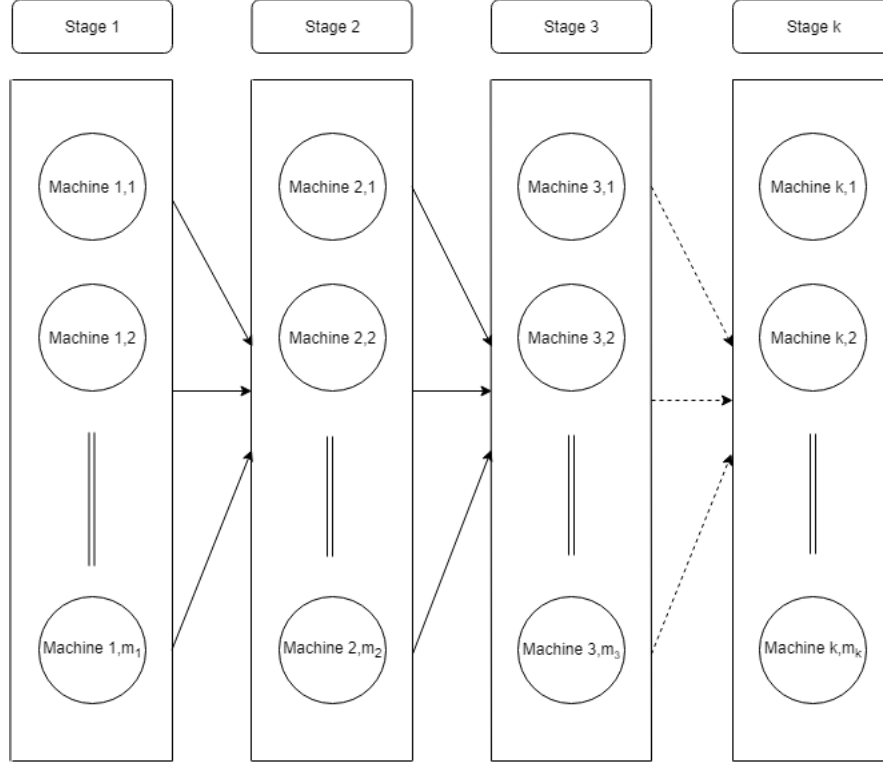 Stage 1
Stage 2
Stage 3
Stage k
Machine 1,1
Machine 2,1
Machine 3,1
Machine k,1
Machine 1,2
Machine 2,2
Machine 3,2
Machine k,2
Machine 1,m₁
Machine 2,m₂
Machine 3,m₃
Machine k,mₖ